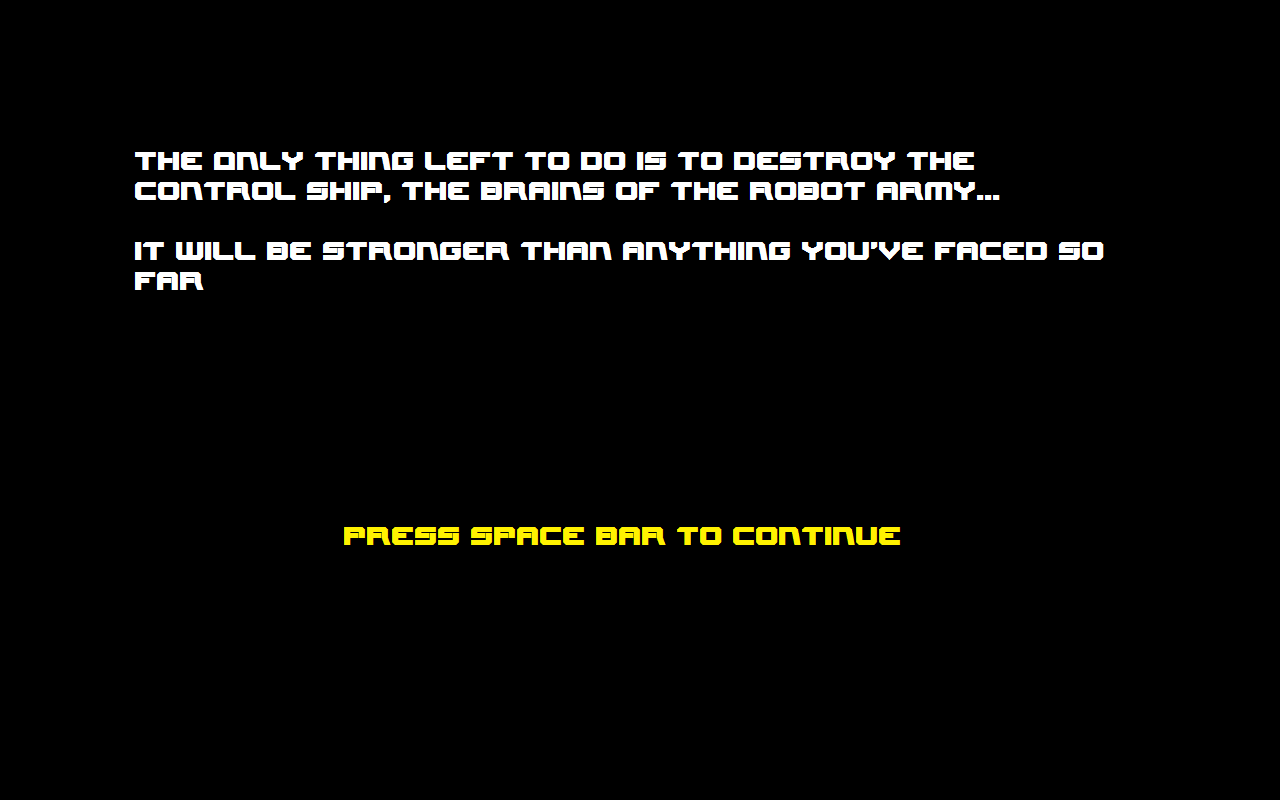 THE ONLY THING LEFT TO DO IS TO DESTROY THE
CONTROL SHIP, THE BRAINS OF THE ROBOT ARMY...
IT WILL BE STRONGER THAN ANYTHING YOU'VE FACED SO
FAR
PRESS SPACE BAR TO CONTINUE